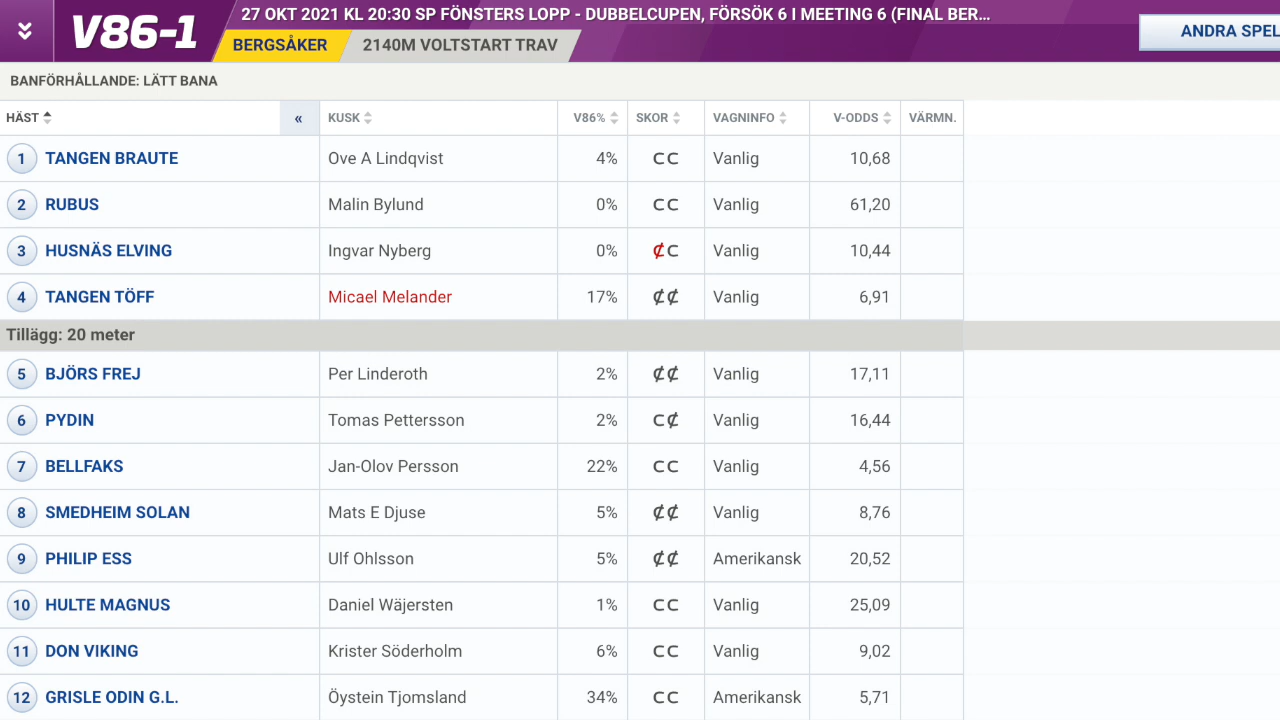 V86-1
27 OKT 2021 KL 20:30 SP FÖNSTERS LOPP - DUBBELCUPEN, FÖRSÖK 6 I MEETING 6 (FINAL BER...
BERGSÅKER 2140M VOLTSTART TRAV
ANDRA SPEL
BANFÖRHÅLLANDE: LÄTT BANA
HÄST « KUSK V86% SKOR VAGNINFO V-ODDS VÄRMN.
1 TANGEN BRAUTE Ove A Lindqvist 4% C C Vanlig 10,68
2 RUBUS Malin Bylund 0% C C Vanlig 61,20
3 HUSNÄS ELVING Ingvar Nyberg 0% ₵ C Vanlig 10,44
4 TANGEN TÖFF Micael Melander 17% ₵ ₵ Vanlig 6,91
Tillägg: 20 meter
5 BJÖRS FREJ Per Linderoth 2% ₵ ₵ Vanlig 17,11
6 PYDIN Tomas Pettersson 2% C ₵ Vanlig 16,44
7 BELLFAKS Jan-Olov Persson 22% C C Vanlig 4,56
8 SMEDHEIM SOLAN Mats E Djuse 5% ₵ ₵ Vanlig 8,76
9 PHILIP ESS Ulf Ohlsson 5% ₵ ₵ Amerikansk 20,52
10 HULTE MAGNUS Daniel Wäjersten 1% C C Vanlig 25,09
11 DON VIKING Krister Söderholm 6% C C Vanlig 9,02
12 GRISLE ODIN G.L. Öystein Tjomsland 34% C C Amerikansk 5,71